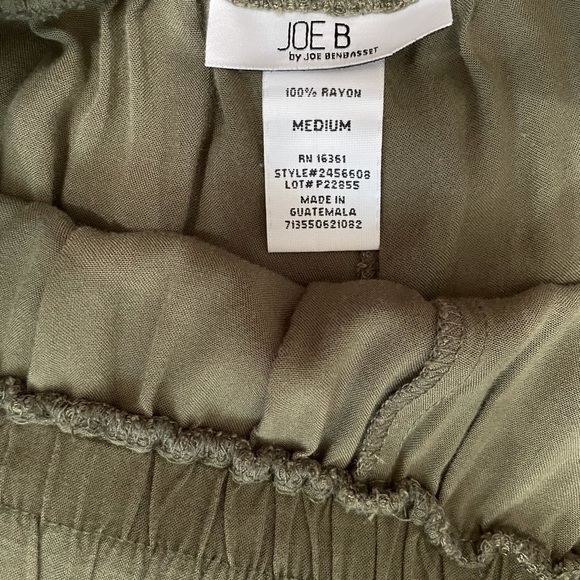 JOE B
by JOE BENBASSET
100% RAYON
MEDIUM
RN 16361
STYLE#2456608
LOT# P22855
MADE IN
GUATEMALA
713550621082